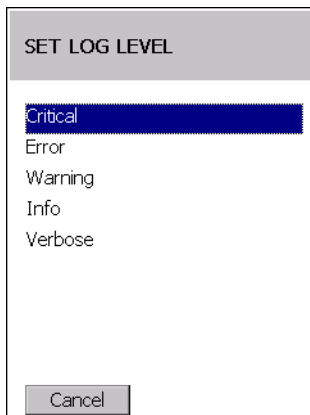 SET LOG LEVEL
Critical
Error
Warning
Info
Verbose
Cancel